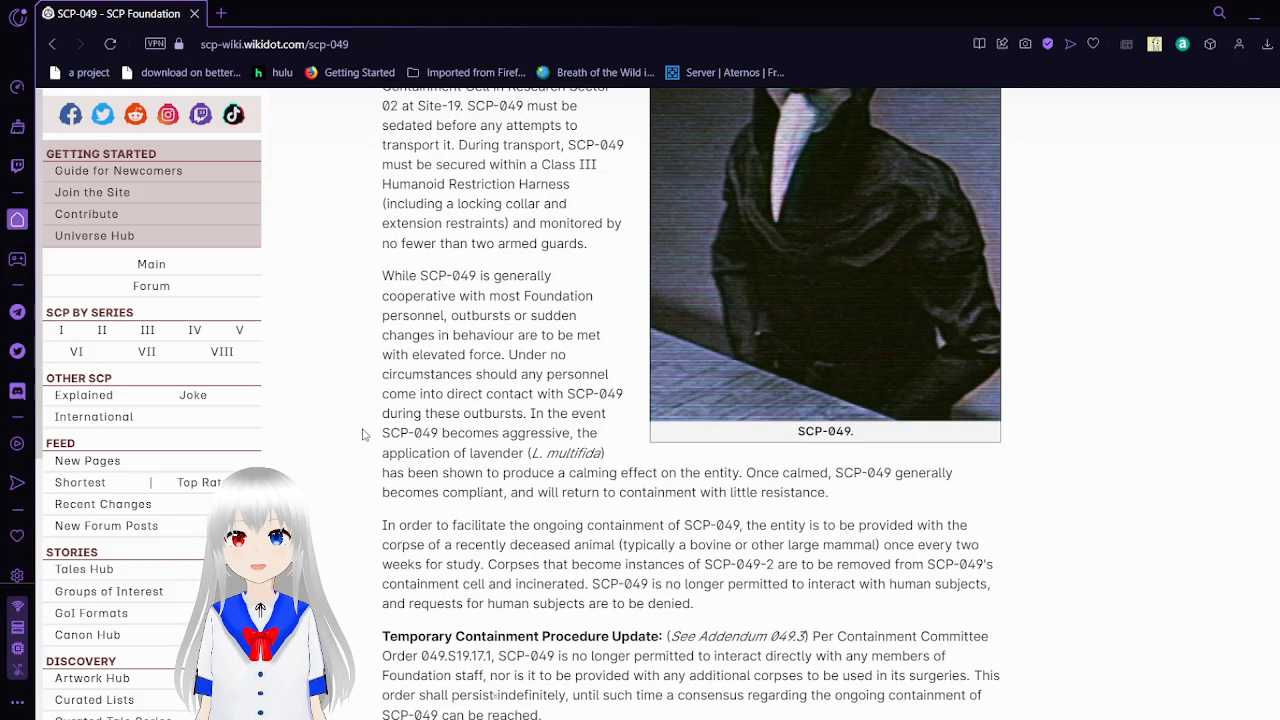 SCP-049 - SCP Foundation
VPN
scp-wiki.wikidot.com/scp-049
a project
download on better...
hulu
Getting Started
Imported from Firef...
Breath of the Wild i...
Server | Aternos | Fr...
GETTING STARTED
Guide for Newcomers
Join the Site
Contribute
Universe Hub
Main
Forum
SCP BY SERIES
I II III IV V
VI VII VIII
OTHER SCP
Explained Joke
International
FEED
New Pages
Shortest | Top Rat
Recent Changes
New Forum Posts
STORIES
Tales Hub
Groups of Interest
GoI Formats
Canon Hub
DISCOVERY
Artwork Hub
Curated Lists
Curated Tale Series
Containment Cell in Research Sector
02 at Site-19. SCP-049 must be
sedated before any attempts to
transport it. During transport, SCP-049
must be secured within a Class III
Humanoid Restriction Harness
(including a locking collar and
extension restraints) and monitored by
no fewer than two armed guards.
While SCP-049 is generally
cooperative with most Foundation
personnel, outbursts or sudden
changes in behaviour are to be met
with elevated force. Under no
circumstances should any personnel
come into direct contact with SCP-049
during these outbursts. In the event
SCP-049 becomes aggressive, the
application of lavender (L. multifida)
has been shown to produce a calming effect on the entity. Once calmed, SCP-049 generally
becomes compliant, and will return to containment with little resistance.
SCP-049.
In order to facilitate the ongoing containment of SCP-049, the entity is to be provided with the
corpse of a recently deceased animal (typically a bovine or other large mammal) once every two
weeks for study. Corpses that become instances of SCP-049-2 are to be removed from SCP-049's
containment cell and incinerated. SCP-049 is no longer permitted to interact with human subjects,
and requests for human subjects are to be denied.
Temporary Containment Procedure Update: (See Addendum 049.3) Per Containment Committee
Order 049.S19.17.1, SCP-049 is no longer permitted to interact directly with any members of
Foundation staff, nor is it to be provided with any additional corpses to be used in its surgeries. This
order shall persist indefinitely, until such time a consensus regarding the ongoing containment of
SCP-049 can be reached.